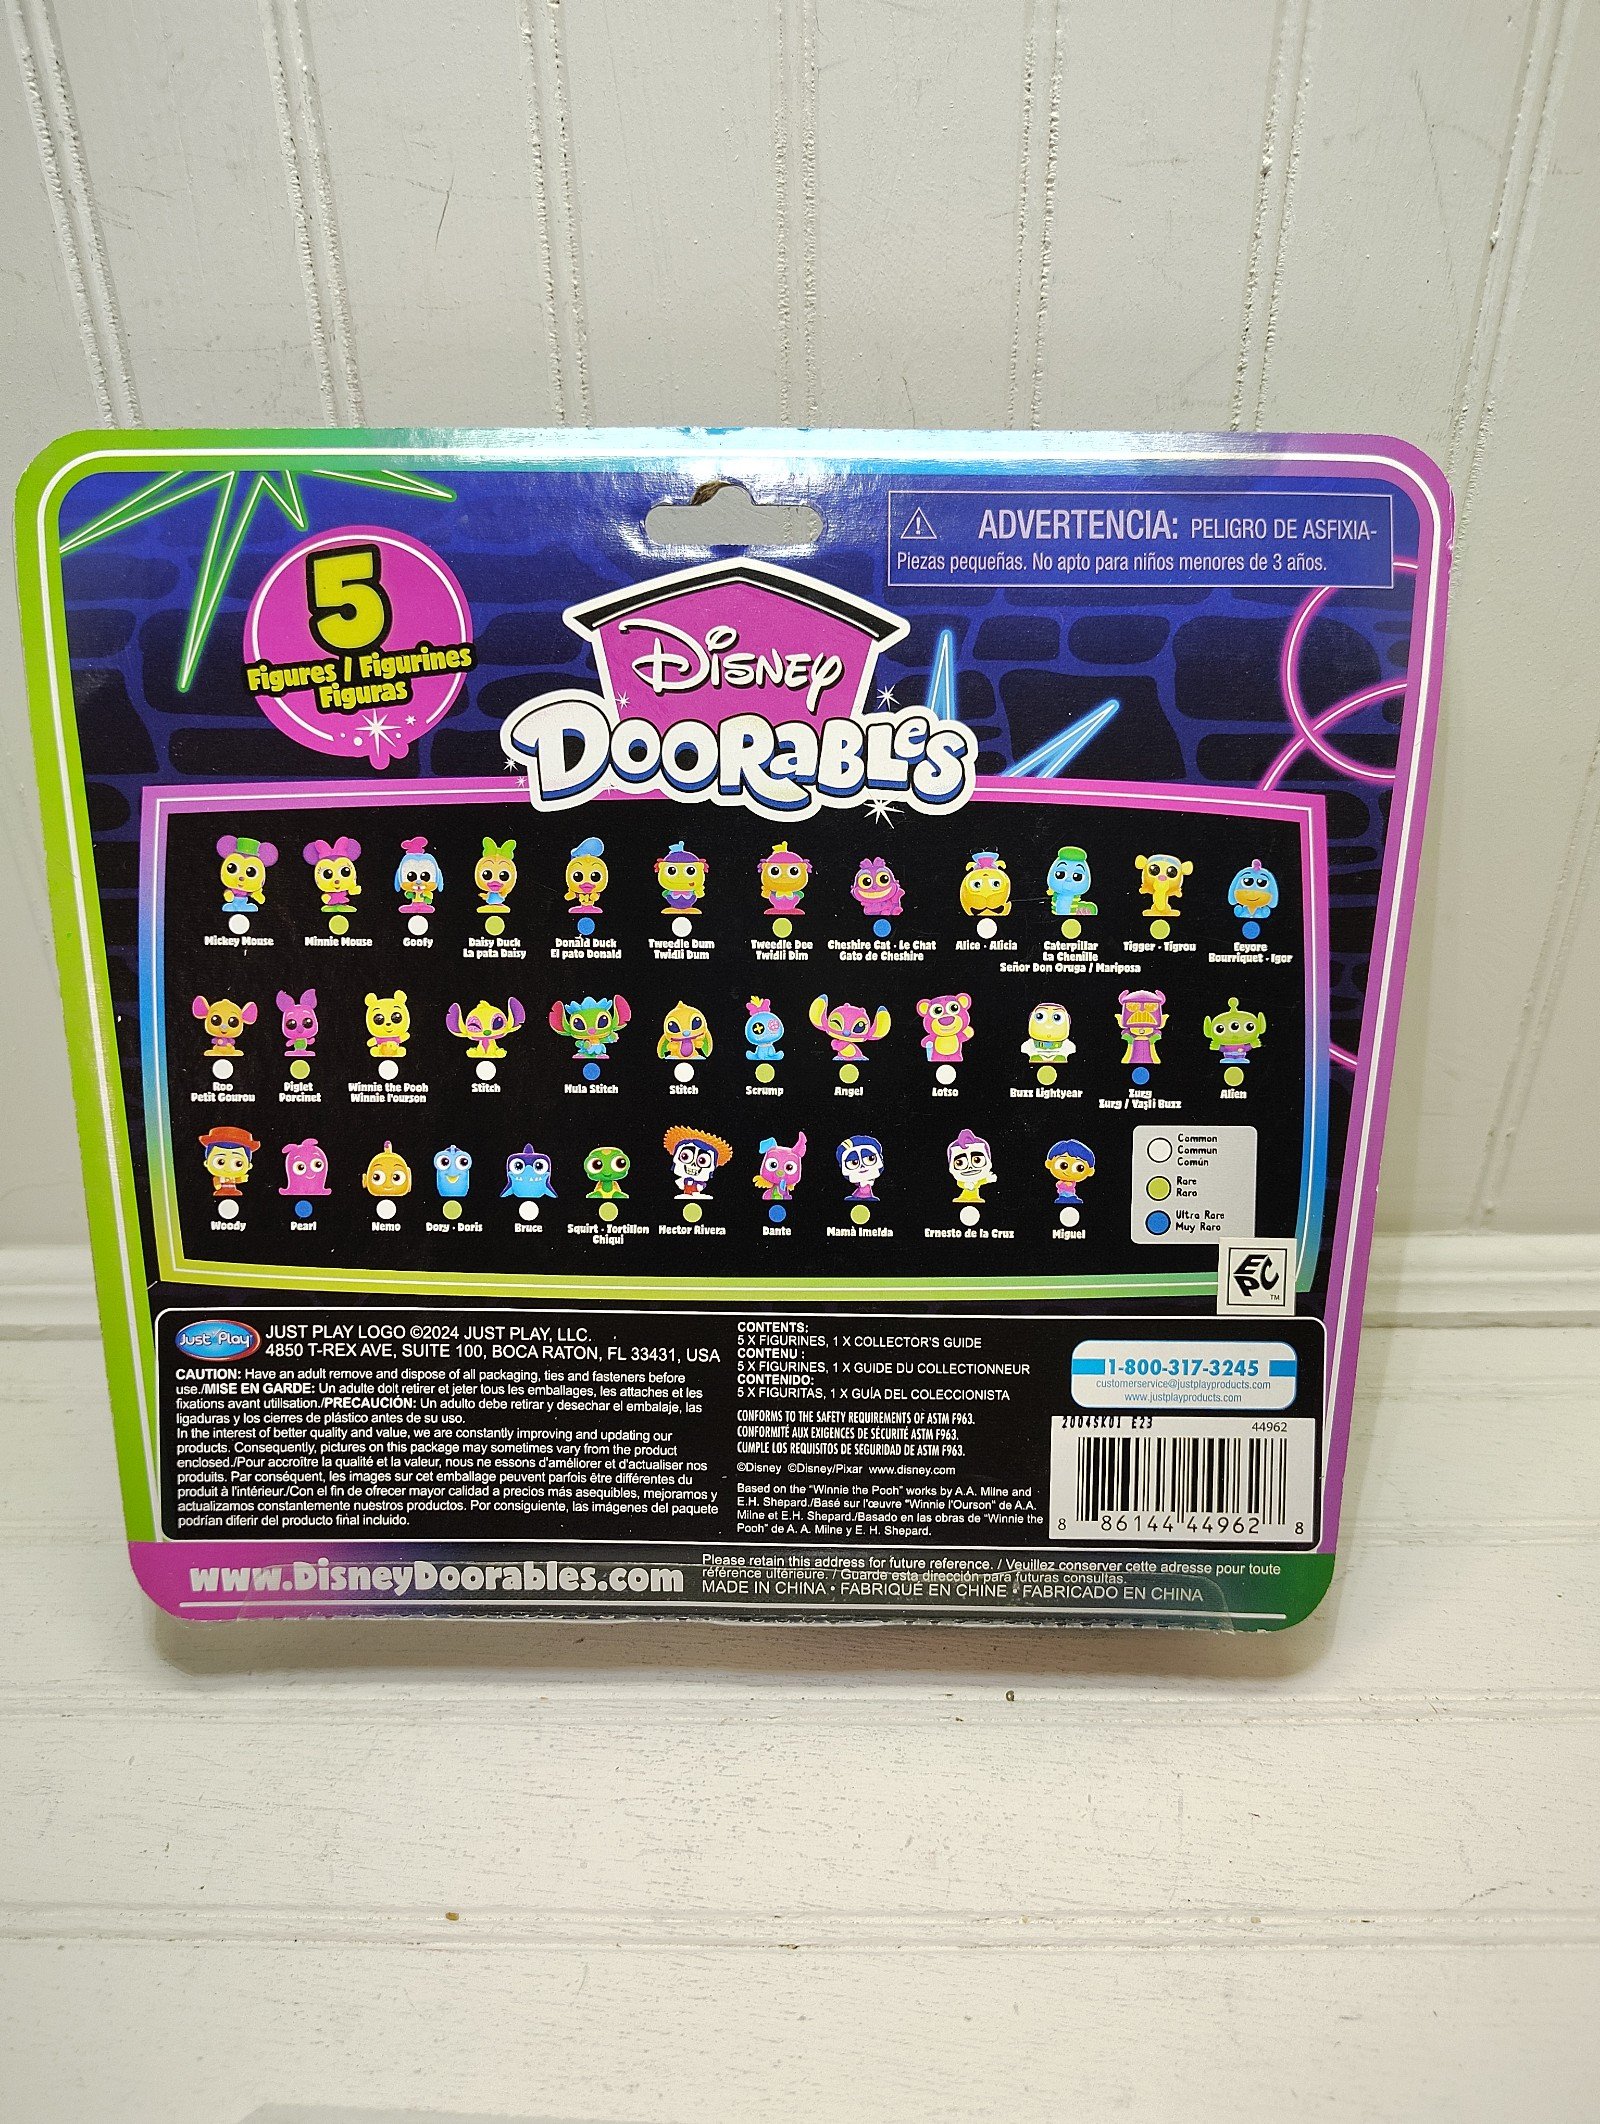 ADVERTENCIA: PELIGRO DE ASFIXIA-
Piezas pequeñas. No apto para niños menores de 3 años.
5
Figures / Figurines
Figuras
Disney
Doorables
Mickey Mouse
Minnie Mouse
Goofy
Daisy Duck
La pata Daisy
Donald Duck
El pato Donald
Tweedle Dum
Twidli Dum
Tweedle Dee
Twidli Dim
Cheshire Cat · Le Chat
Gato de Cheshire
Alice · Alicia
Caterpillar
La Chenille
Señor Don Oruga / Mariposa
Tigger · Tigrou
Eeyore
Bourriquet · Igor
Roo
Petit Gourou
Piglet
Porcinet
Winnie the Pooh
Winnie l'ourson
Stitch
Hula Stitch
Stitch
Scrump
Angel
Lotso
Buzz Lightyear
Zurg
Zurg / Yaşli Buzz
Alien
Woody
Pearl
Nemo
Dory · Doris
Bruce
Squirt · Tortillon
Chiqui
Hector Rivera
Dante
Mamà Imelda
Ernesto de la Cruz
Miguel
Common
Commun
Común
Rare
Raro
Ultra Rare
Muy Raro
EPC
TM
Just Play
JUST PLAY LOGO ©2024 JUST PLAY, LLC.
4850 T-REX AVE, SUITE 100, BOCA RATON, FL 33431, USA
CAUTION: Have an adult remove and dispose of all packaging, ties and fasteners before
use./MISE EN GARDE: Un adulte doit retirer et jeter tous les emballages, les attaches et les
fixations avant utilisation./PRECAUCIÓN: Un adulto debe retirar y desechar el embalaje, las
ligaduras y los cierres de plástico antes de su uso.
In the interest of better quality and value, we are constantly improving and updating our
products. Consequently, pictures on this package may sometimes vary from the product
enclosed./Pour accroître la qualité et la valeur, nous ne essons d'améliorer et d'actualiser nos
produits. Par conséquent, les images sur cet emballage peuvent parfois être différentes du
produit à l'intérieur./Con el fin de ofrecer mayor calidad a precios más asequibles, mejoramos y
actualizamos constantemente nuestros productos. Por consiguiente, las imágenes del paquete
podrían diferir del producto final incluido.
CONTENTS:
5 X FIGURINES, 1 X COLLECTOR'S GUIDE
CONTENU :
5 X FIGURINES, 1 X GUIDE DU COLLECTIONNEUR
CONTENIDO:
5 X FIGURITAS, 1 X GUÍA DEL COLECCIONISTA
CONFORMS TO THE SAFETY REQUIREMENTS OF ASTM F963.
CONFORMITÉ AUX EXIGENCES DE SÉCURITÉ ASTM F963.
CUMPLE LOS REQUISITOS DE SEGURIDAD DE ASTM F963.
©Disney ©Disney/Pixar www.disney.com
Based on the "Winnie the Pooh" works by A.A. Milne and
E.H. Shepard./Basé sur l'œuvre "Winnie l'Ourson" de A.A.
Milne et E.H. Shepard./Basado en las obras de "Winnie the
Pooh" de A. A. Milne y E. H. Shepard.
1-800-317-3245
customerservice@justplayproducts.com
www.justplayproducts.com
2004SK01 E23
44962
8 86144 44962 8
www.DisneyDoorables.com
Please retain this address for future reference. / Veuillez conserver cette adresse pour toute
référence ultérieure. / Guarde esta dirección para futuras consultas.
MADE IN CHINA • FABRIQUÉ EN CHINE • FABRICADO EN CHINA